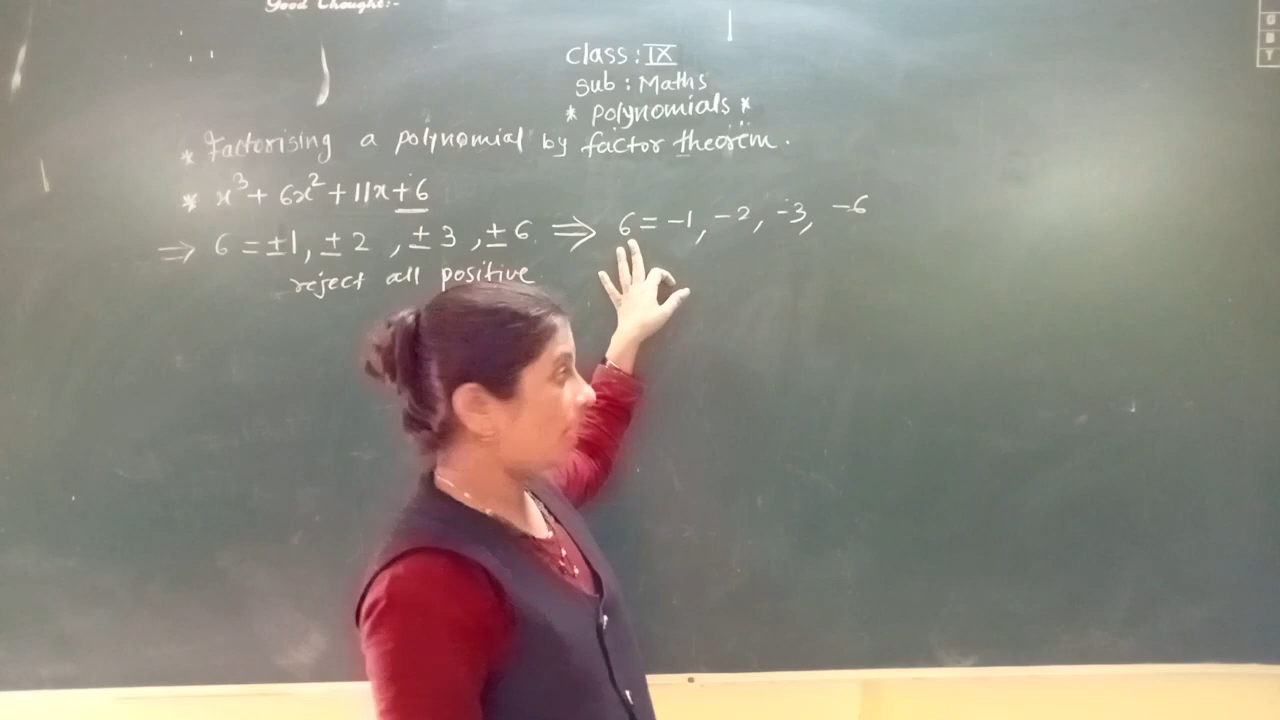 Good Thought:-
Class: IX
Sub: Maths
* Polynomials *
* Factorising a polynomial by factor theorem.
* x³ + 6x² + 11x + 6
⇒ 6 = ±1, ±2, ±3, ±6 ⇒ 6 = -1, -2, -3, -6
reject all positive